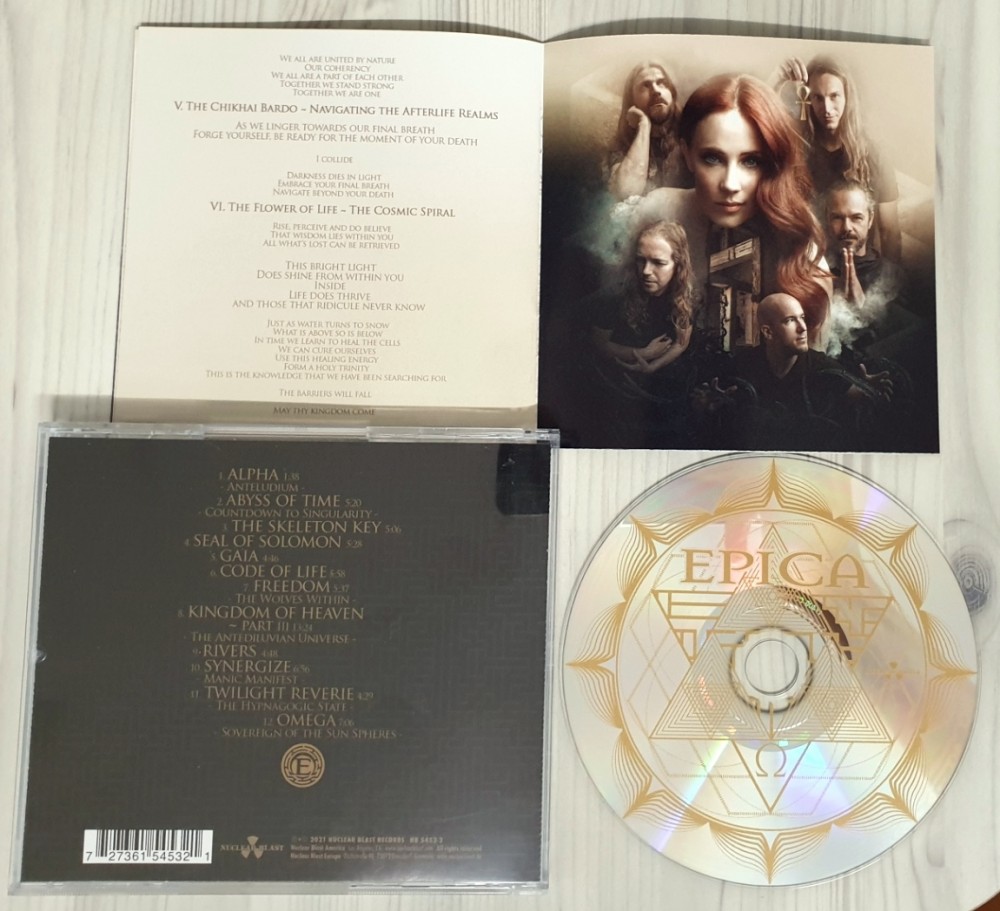 We all are united by nature
Our coherency
We all are a part of each other
Together we stand strong
Together we are one
V. The Chikhai Bardo ~ Navigating the Afterlife Realms
As we linger towards our final breath
Forge yourself, be ready for the moment of your death
I collide
Darkness dies in light
Embrace your final breath
Navigate beyond your death
VI. The Flower of Life ~ The Cosmic Spiral
Rise, perceive and do believe
That wisdom lies within you
All what's lost can be retrieved
This bright light
Does shine from within you
Inside
Life does thrive
and those that ridicule never know
Just as water turns to snow
What is above so is below
In time we learn to heal the cells
We can cure ourselves
Use this healing energy
Form a holy trinity
This is the knowledge that we have been searching for
The barriers will fall
May thy kingdom come
1. ALPHA 1:38
- Anteludium -
2. ABYSS OF TIME 5:20
- Countdown to Singularity -
3. THE SKELETON KEY 5:06
4. SEAL OF SOLOMON 5:28
5. GAIA 4:46
6. CODE OF LIFE 5:58
7. FREEDOM 5:37
- The Wolves Within -
8. KINGDOM OF HEAVEN
~ PART III 13:24
- The Antediluvian Universe -
9. RIVERS 4:48
10. SYNERGIZE 6:56
- Manic Manifest -
11. TWILIGHT REVERIE 4:29
- The Hypnagogic State -
12. OMEGA 7:06
- Sovereign of the Sun Spheres -
E
7 27361 54532 1
NUCLEAR BLAST
2021 NUCLEAR BLAST RECORDS
Nuclear Blast America
All rights reserved
Nuclear Blast Europe
EPICA
Ω